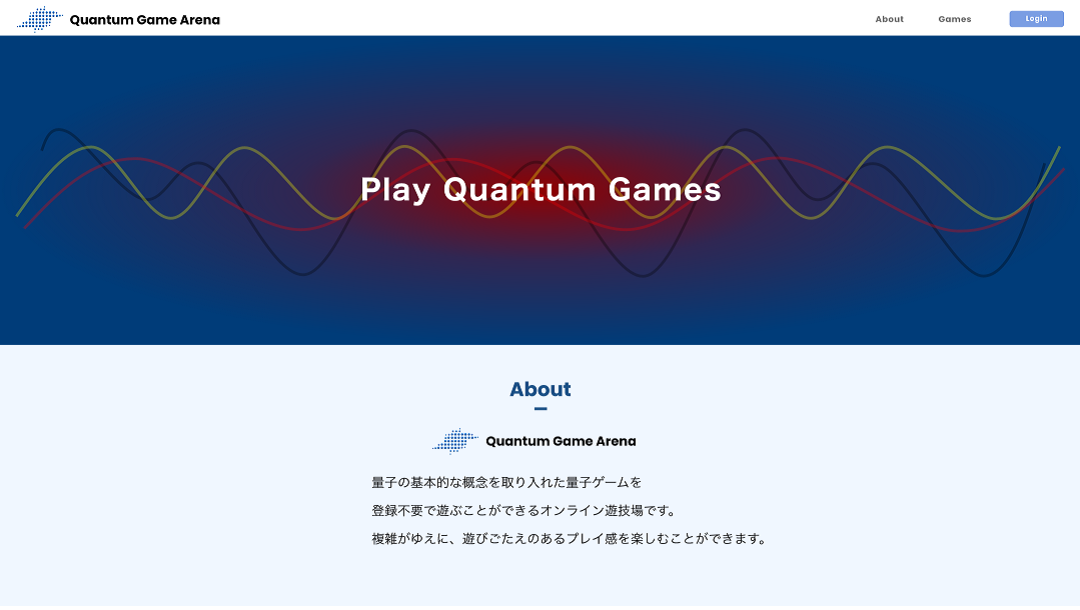 Quantum Game Arena
About
Games
Login
Play Quantum Games
About
Quantum Game Arena
量子の基本的な概念を取り入れた量子ゲームを
登録不要で遊ぶことができるオンライン遊技場です。
複雑がゆえに、遊びごたえのあるプレイ感を楽しむことができます。